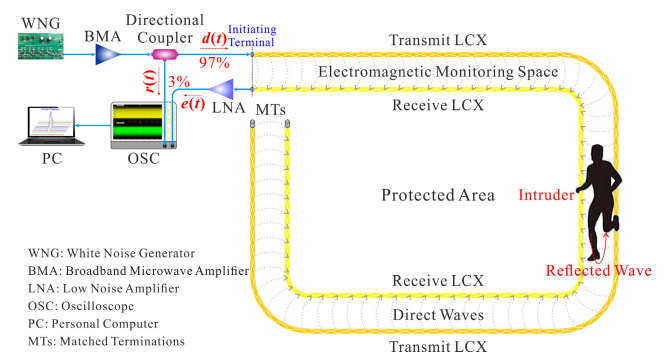 WNG
BMA
Directional
Coupler
d(t)
97%
Initiating
Terminal
Transmit LCX
Electromagnetic Monitoring Space
Receive LCX
r(t)
3%
e(t)
LNA
MTs
PC
OSC
Protected Area
Intruder
Reflected Wave
WNG: White Noise Generator
BMA: Broadband Microwave Amplifier
LNA: Low Noise Amplifier
OSC: Oscilloscope
PC: Personal Computer
MTs: Matched Terminations
Receive LCX
Direct Waves
Transmit LCX